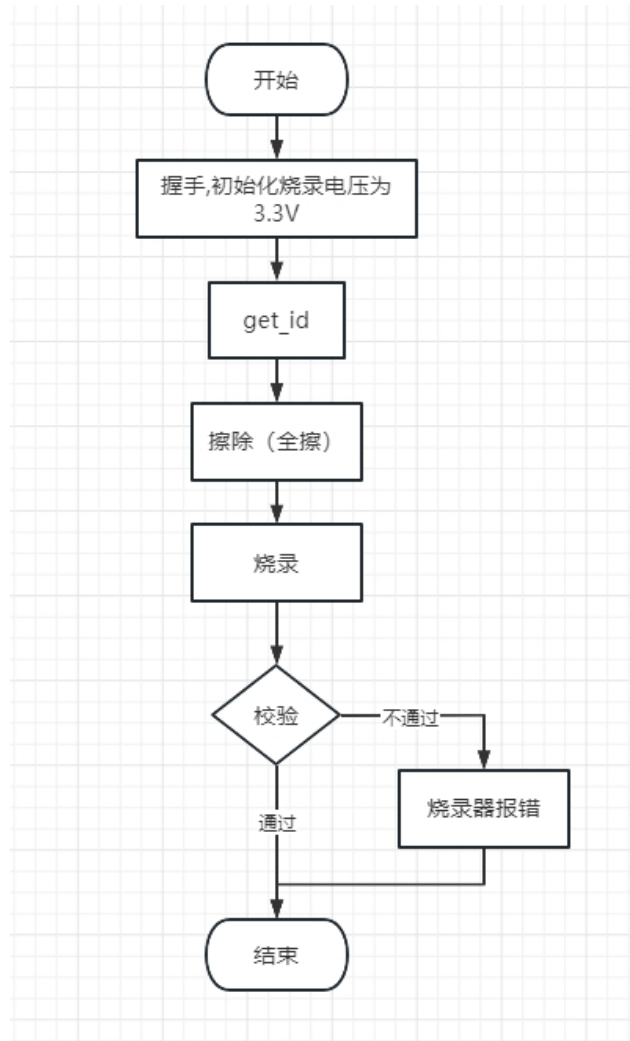 开始
握手,初始化烧录电压为
3.3V
get_id
擦除（全擦）
烧录
校验
不通过
烧录器报错
通过
结束